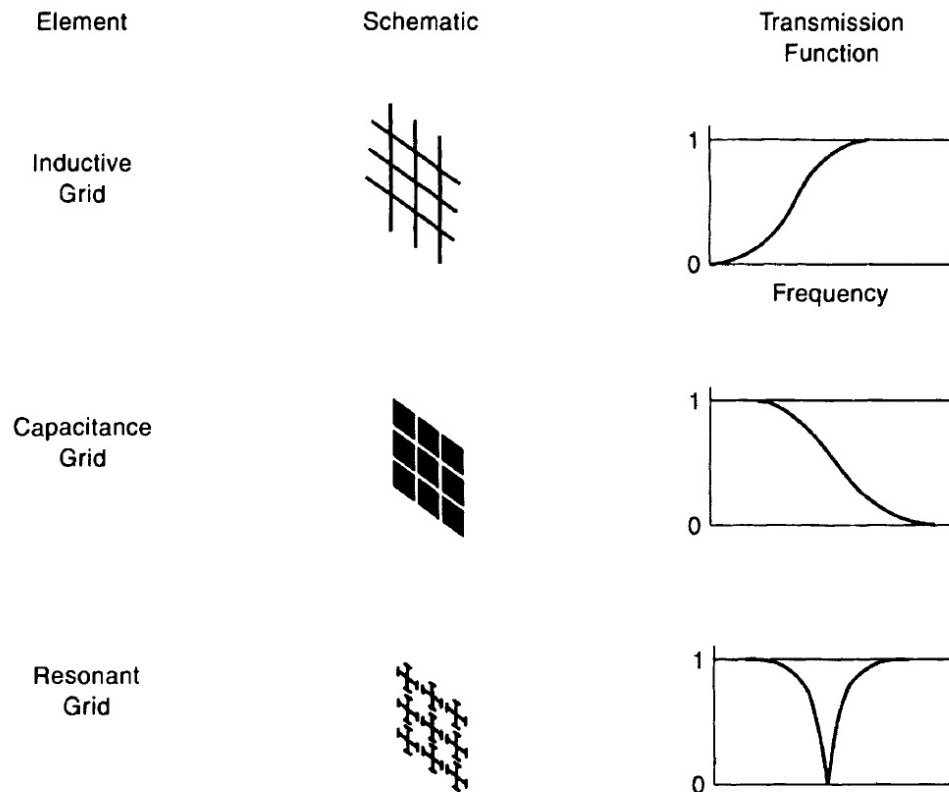 Element
Schematic
Transmission
Function
Inductive
Grid
1
0
Frequency
Capacitance
Grid
1
0
Resonant
Grid
1
0